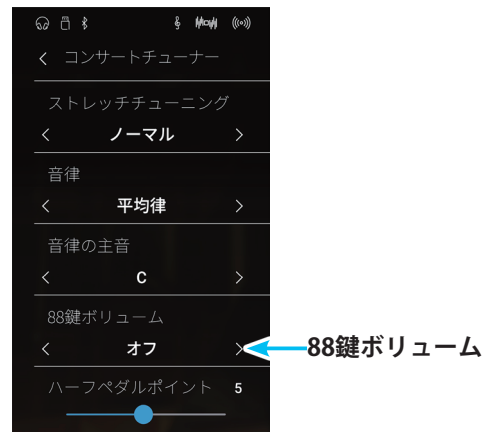 コンサートチューナー
ストレッチチューニング
ノーマル
音律
平均律
音律の主音
C
88鍵ボリューム
オフ
88鍵ボリューム
ハーフペダルポイント 5